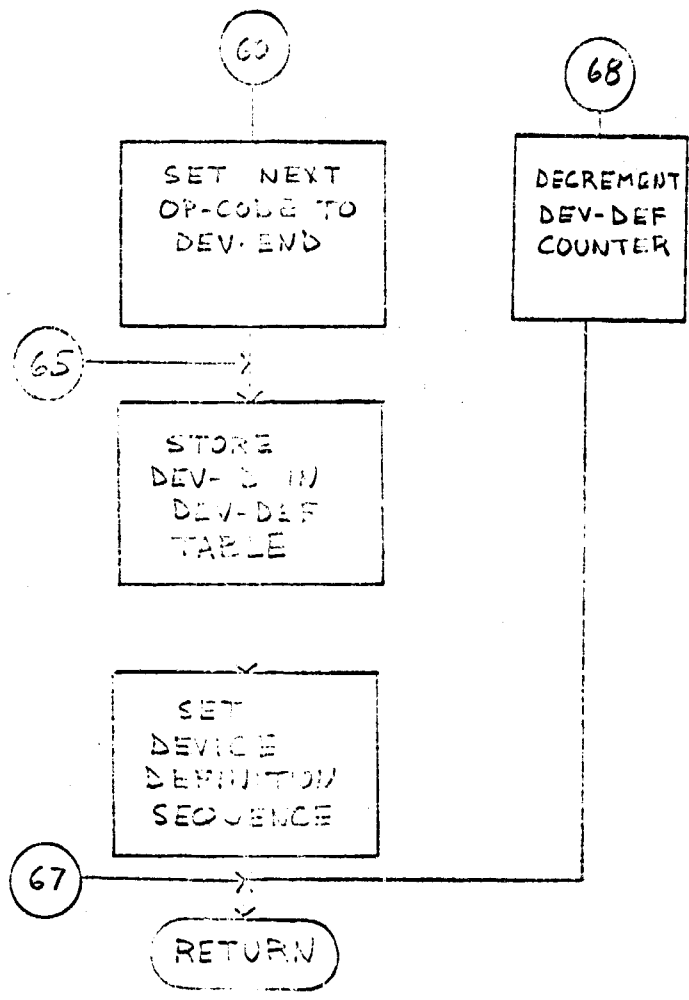 60
68
SET NEXT
OP-CODE TO
DEV-END
DECREMENT
DEV-DEF
COUNTER
65
STORE
IN
DEV-DEF
TABLE
SET
DEVICE
DEFINITION
SEQUENCE
67
RETURN